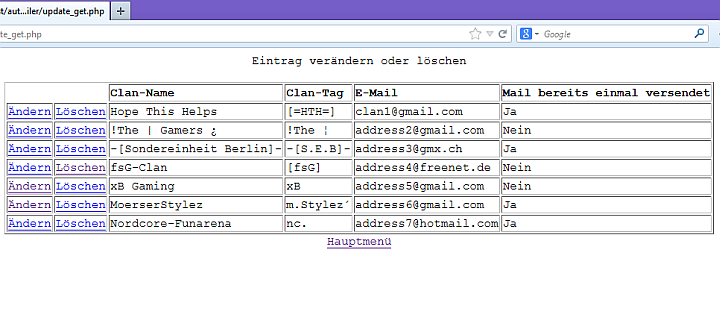 st/aut...iler/update_get.php
te_get.php
Google
Eintrag verändern oder löschen
Clan-Name Clan-Tag E-Mail Mail bereits einmal versendet
Ändern Löschen Hope This Helps [=HTH=] clan1@gmail.com Ja
Ändern Löschen !The | Gamers ¿ !The ¦ address2@gmail.com Nein
Ändern Löschen -[Sondereinheit Berlin]- -[S.E.B]- address3@gmx.ch Ja
Ändern Löschen fsG-Clan [fsG] address4@freenet.de Nein
Ändern Löschen xB Gaming xB address5@gmail.com Nein
Ändern Löschen MoerserStylez m.Stylez´ address6@gmail.com Ja
Ändern Löschen Nordcore-Funarena nc. address7@hotmail.com Ja
Hauptmenü